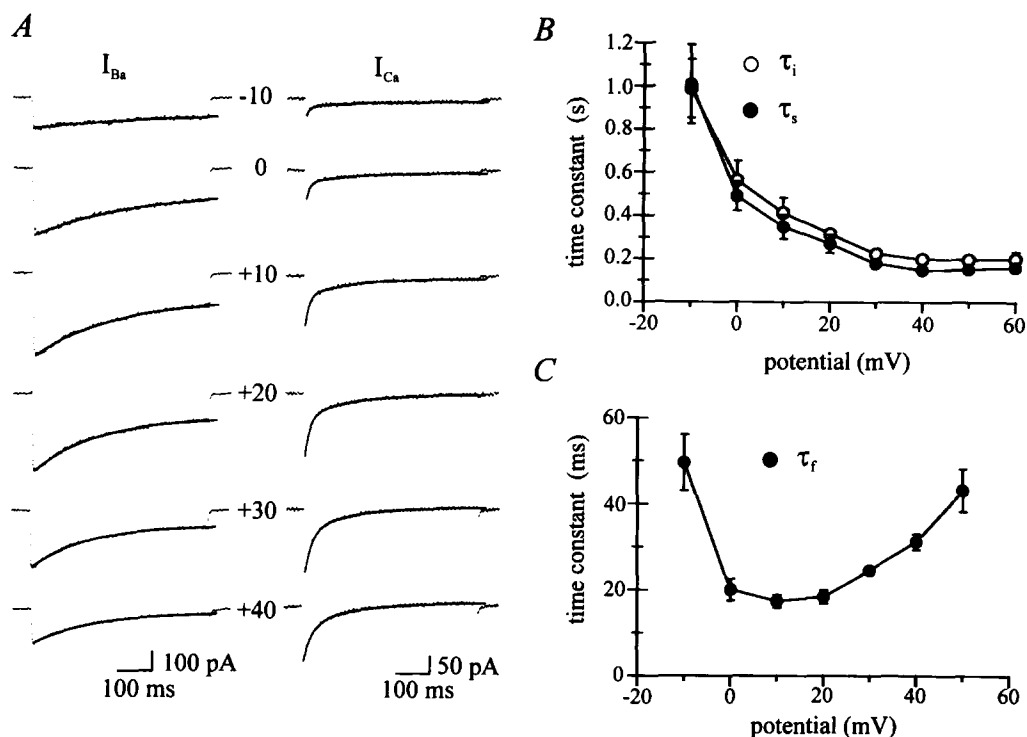 A
I_Ba
I_Ca
-10
0
+10
+20
+30
+40
100 pA
100 ms
50 pA
100 ms
B
1.2
1.0
0.8
0.6
0.4
0.2
0.0
time constant (s)
τ_i
τ_s
-20
0
20
40
60
potential (mV)
C
60
40
20
0
time constant (ms)
τ_f
-20
0
20
40
60
potential (mV)